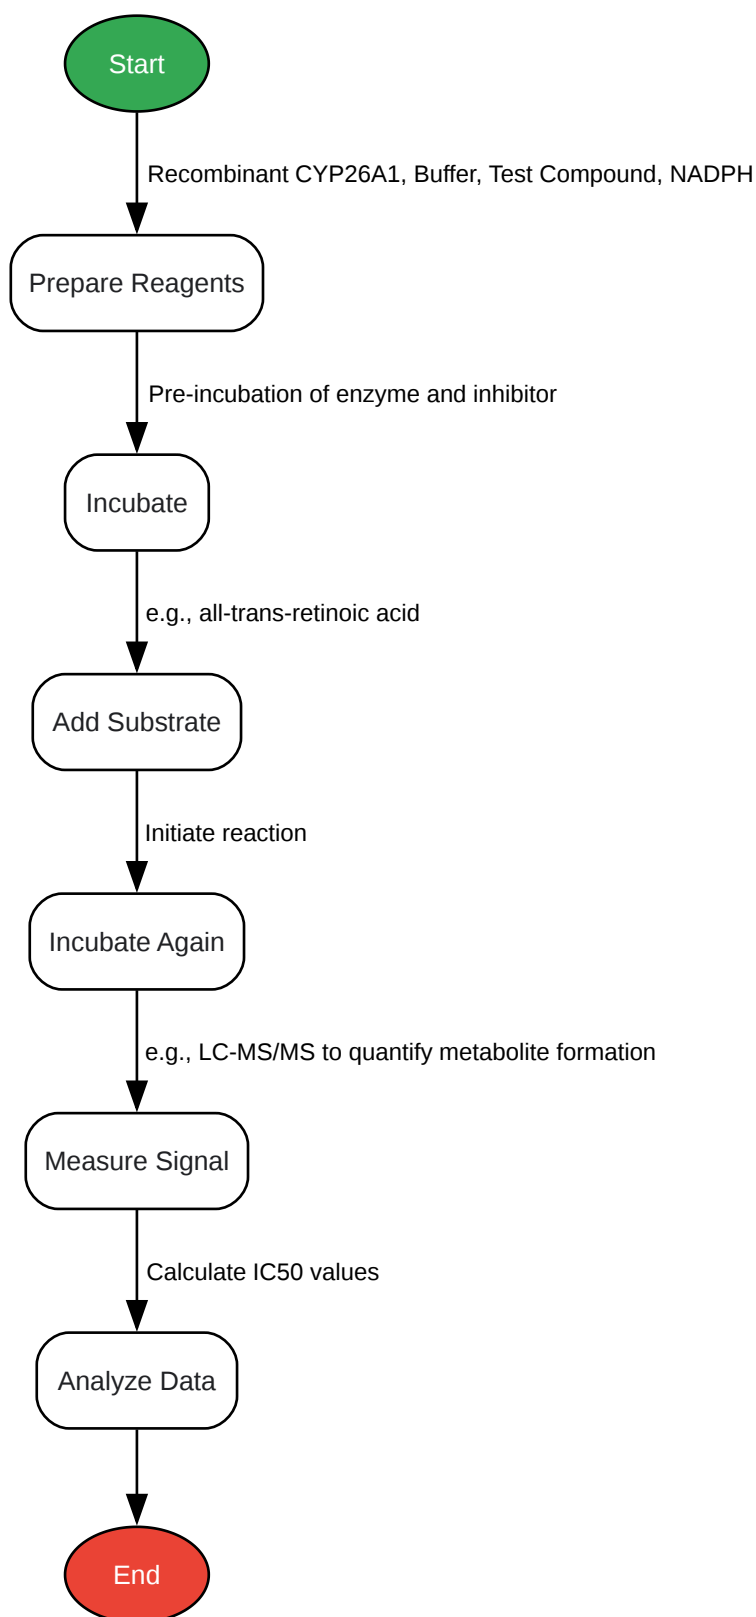 Start
Recombinant CYP26A1, Buffer, Test Compound, NADPH
Prepare Reagents
Pre-incubation of enzyme and inhibitor
Incubate
e.g., all-trans-retinoic acid
Add Substrate
Initiate reaction
Incubate Again
e.g., LC-MS/MS to quantify metabolite formation
Measure Signal
Calculate IC50 values
Analyze Data
End